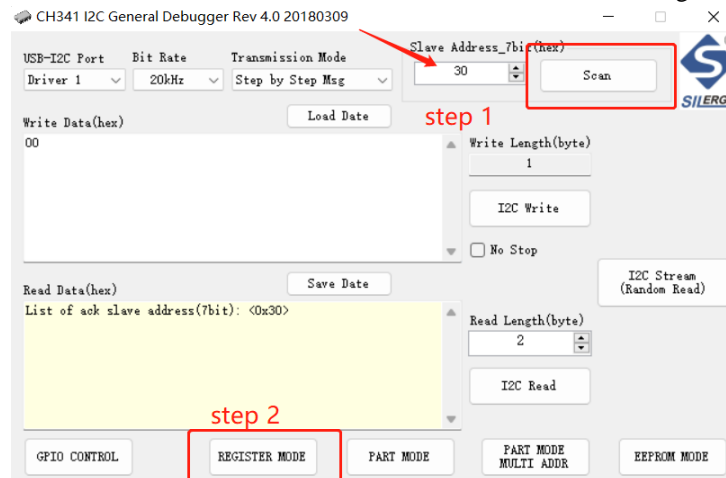 CH341 I2C General Debugger Rev 4.0 20180309
USB-I2C Port
Bit Rate
Transmission Mode
Slave Address_7bit(hex)
Driver 1
20kHz
Step by Step Msg
30
Scan
SILERG
step 1
Write Data(hex)
Load Date
00
Write Length(byte)
1
I2C Write
No Stop
I2C Stream
(Random Read)
Read Data(hex)
Save Date
List of ack slave address(7bit): <0x30>
Read Length(byte)
2
I2C Read
step 2
GPIO CONTROL
REGISTER MODE
PART MODE
PART MODE
MULTI ADDR
EEPROM MODE